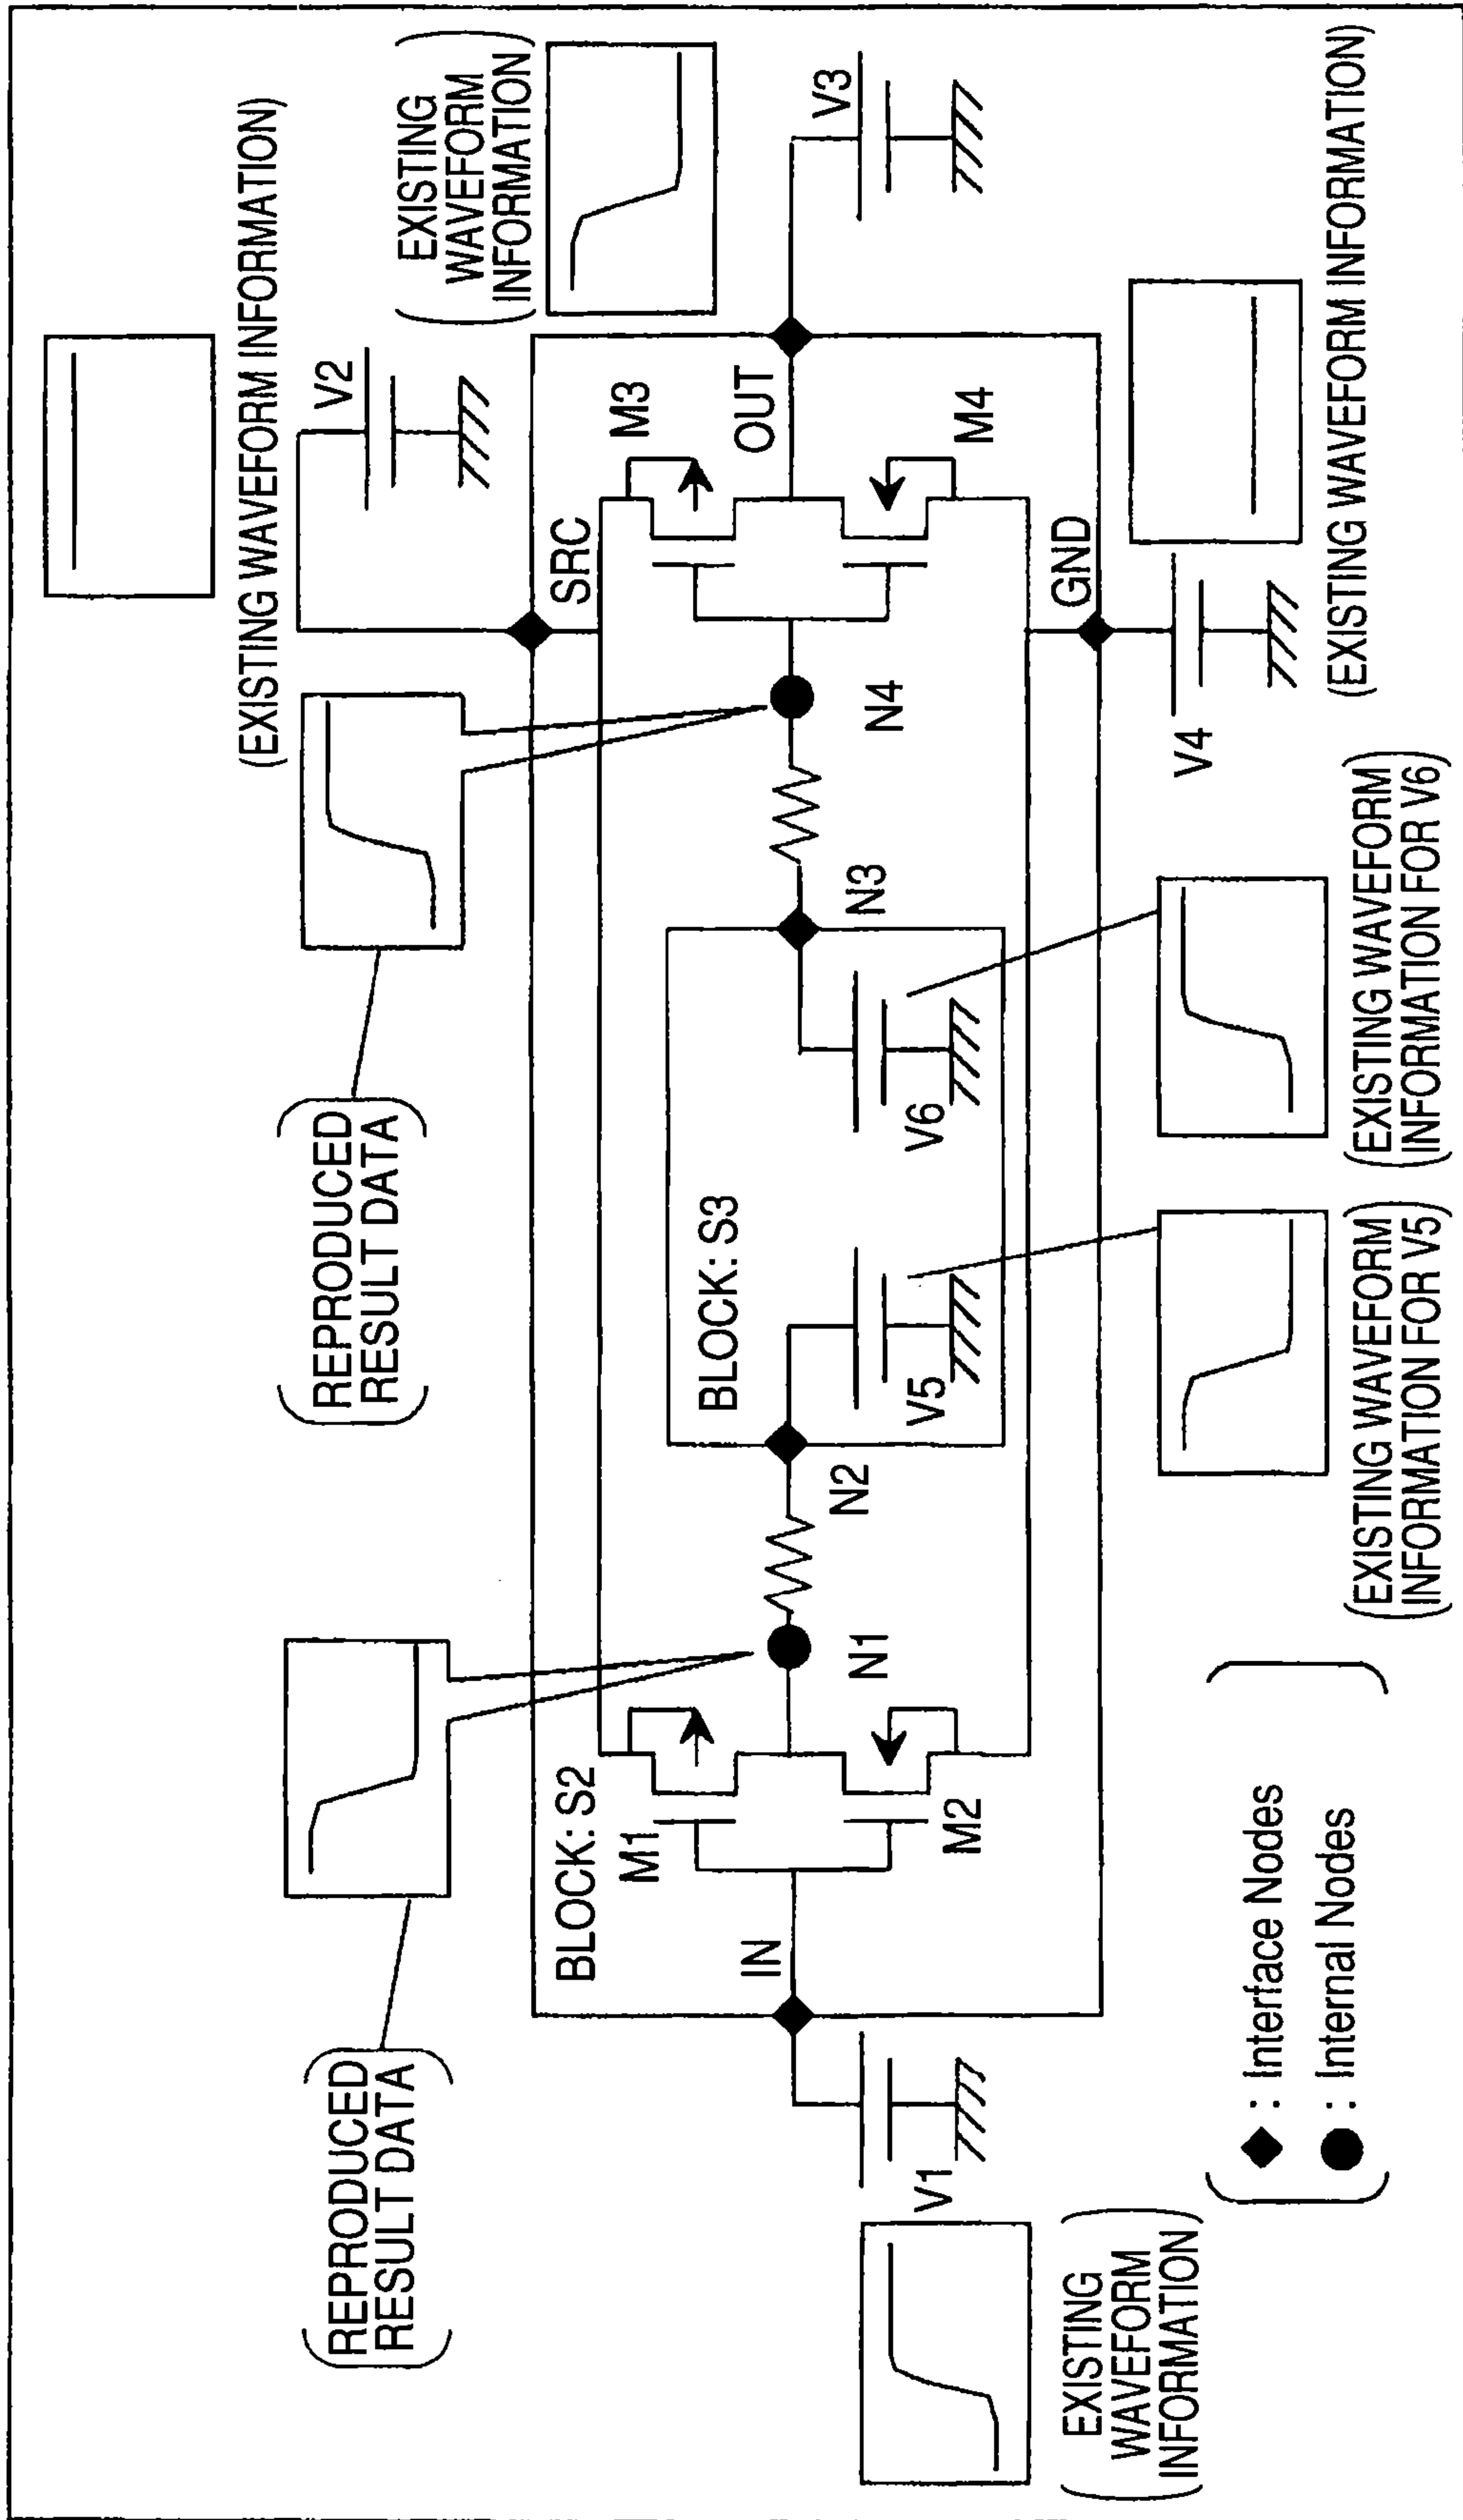 (EXISTING WAVEFORM INFORMATION)
(REPRODUCED
RESULT DATA)
(REPRODUCED
RESULT DATA)
V2
(EXISTING
WAVEFORM
INFORMATION)
BLOCK: S2
SRC
M1
M3
IN
BLOCK: S3
OUT
V3
N1
N2
N3
N4
V1
M2
V5
V6
M4
GND
(EXISTING
WAVEFORM
INFORMATION)
V4
◆ : Interface Nodes
● : Internal Nodes
(EXISTING WAVEFORM
INFORMATION FOR V5)
(EXISTING WAVEFORM
INFORMATION FOR V6)
(EXISTING WAVEFORM INFORMATION)